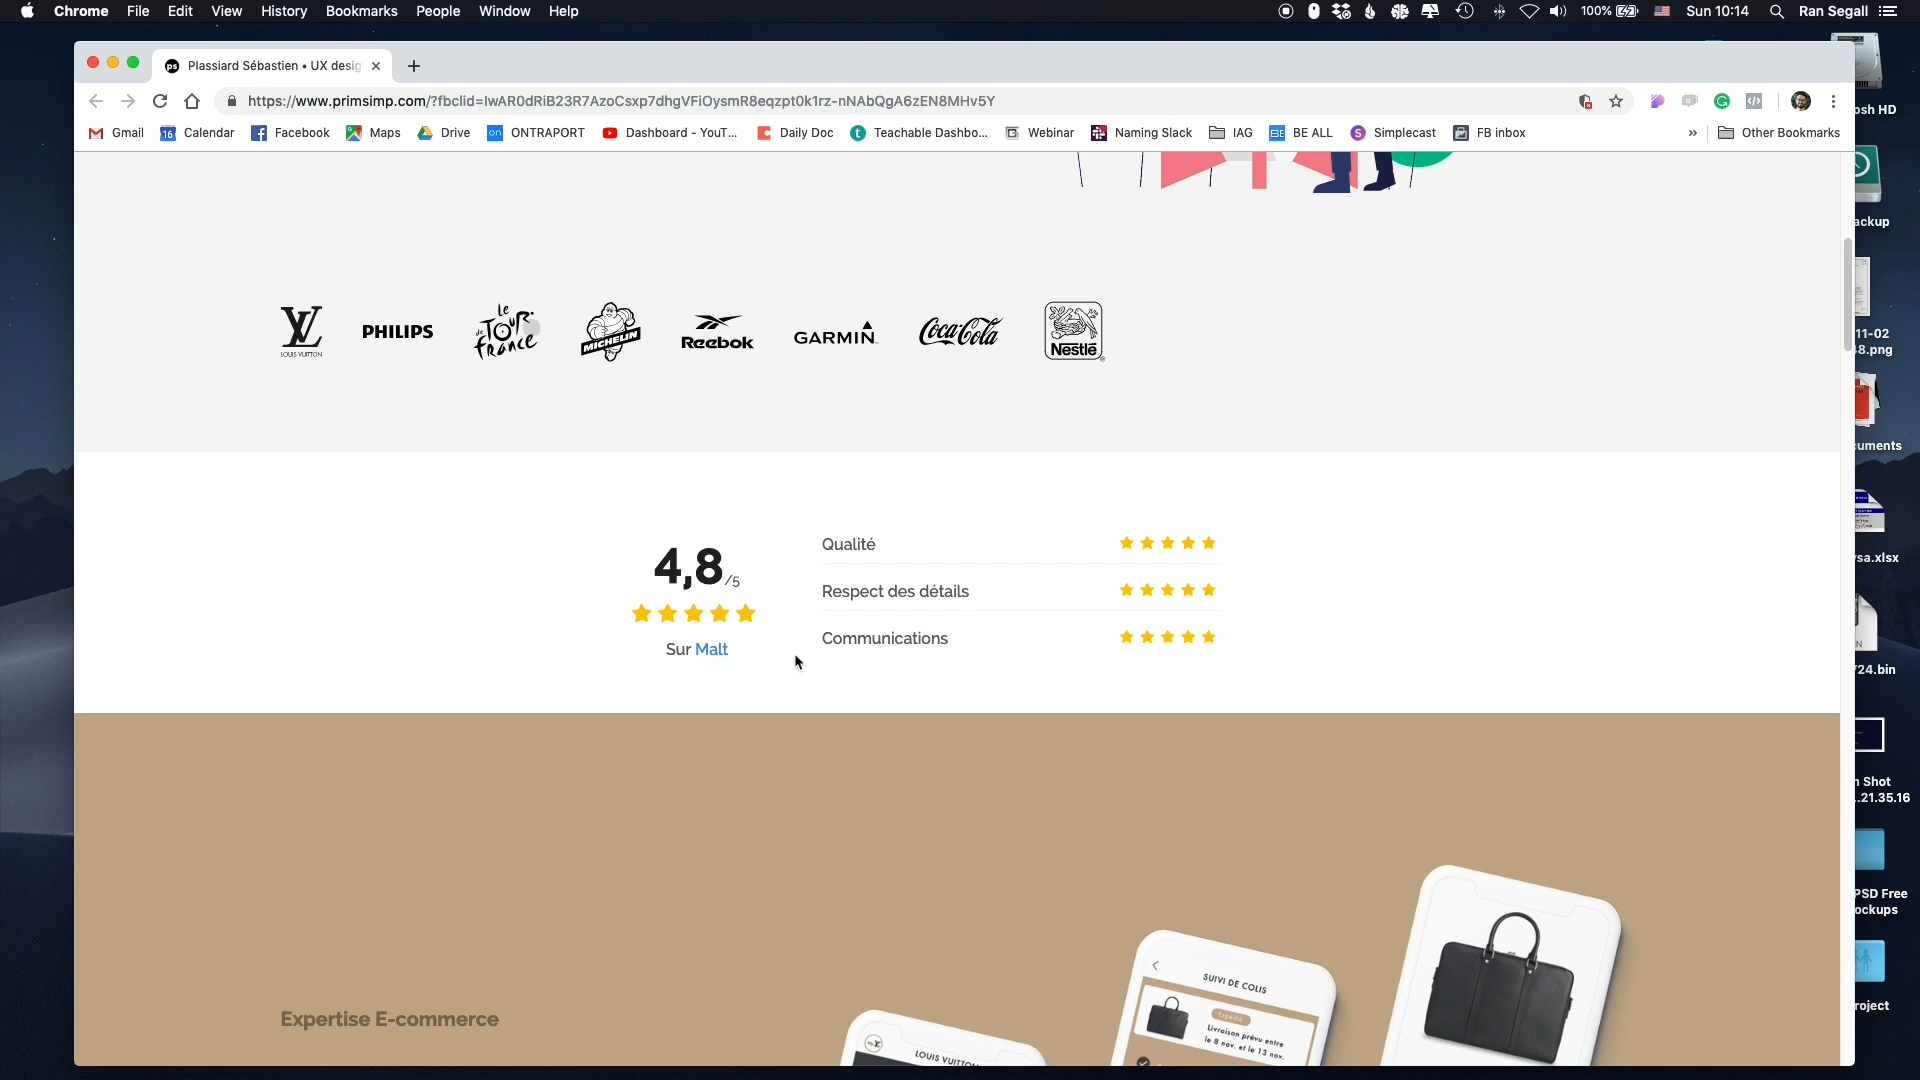 Chrome File Edit View History Bookmarks People Window Help 100% Sun 10:14 Ran Segall
Plassiard Sébastien • UX desig
https://www.primsimp.com/?fbclid=IwAR0dRiB23R7AzoCsxp7dhgVFiOysmR8eqzpt0k1rz-nNAbQgA6zEN8MHv5Y
Gmail 16 Calendar Facebook Maps Drive on ONTRAPORT Dashboard - YouT... Daily Doc Teachable Dashbo... Webinar Naming Slack IAG BE BE ALL Simplecast FB inbox » Other Bookmarks
osh HD
ackup
11-02
8.png
uments
sa.xlsx
24.bin
n Shot
..21.35.16
PSD Free
ockups
roject
LOUIS VUITTON
PHILIPS
le TOUR de france
MICHELIN
Reebok
GARMIN
Coca-Cola
Nestlé
4,8/5
Sur Malt
Qualité
Respect des détails
Communications
Expertise E-commerce
LOUIS VUITTON
SUIVI DE COLIS
Expédié
Livraison prévu entre
le 8 nov. et le 13 nov.